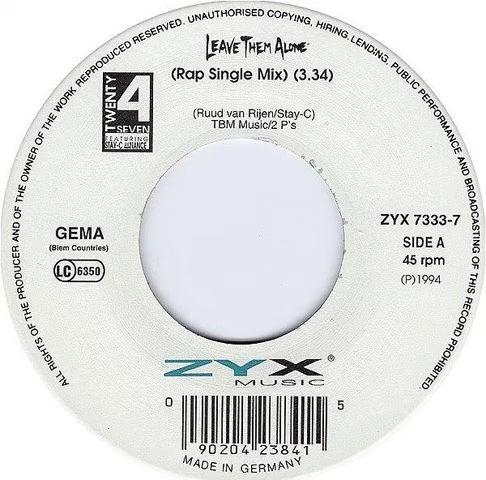 ALL RIGHTS OF THE PRODUCER AND OF THE OWNER OF THE WORK REPRODUCED RESERVED. UNAUTHORISED COPYING, HIRING, LENDING, PUBLIC PERFORMANCE AND BROADCASTING OF THIS RECORD PROHIBITED.
LEAVE THEM ALONE
(Rap Single Mix) (3.34)
TWENTY
4
SEVEN
FEATURING
STAY-C
(Ruud van Rijen/Stay-C)
TBM Music/2 P's
GEMA
(Biem Countries)
LC 6350
ZYX 7333-7
SIDE A
45 rpm
(P)1994
ZYX®
MUSIC
0 5
90204 23841
MADE IN GERMANY